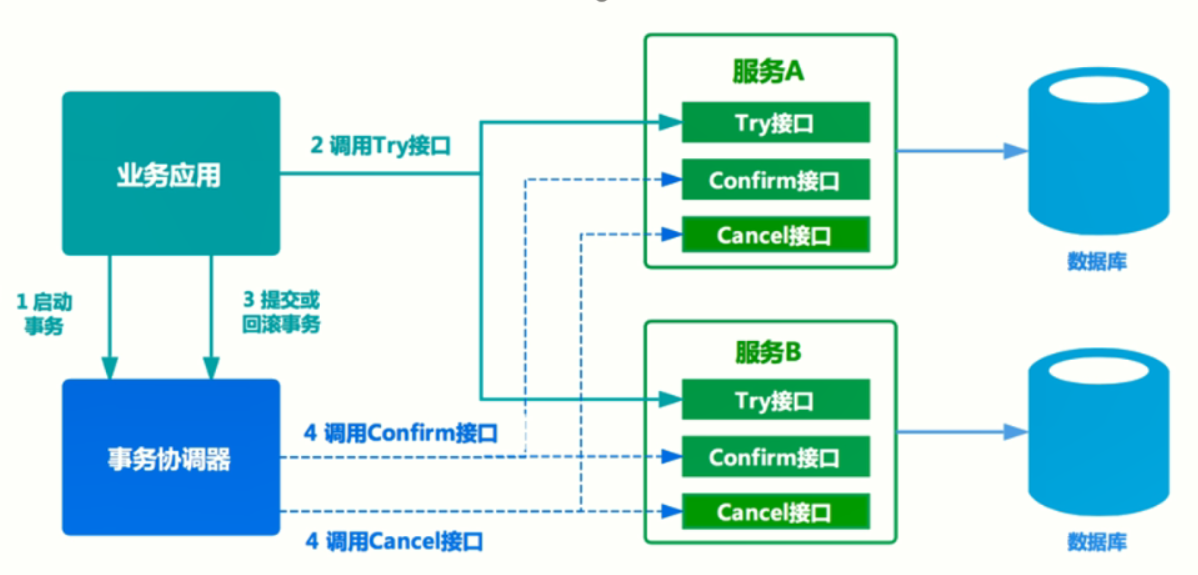 服务A
Try接口
2 调用Try接口
业务应用
Confirm接口
Cancel接口
数据库
1 启动
事务
3 提交或
回滚事务
服务B
Try接口
4 调用Confirm接口
事务协调器
Confirm接口
Cancel接口
4 调用Cancel接口
数据库